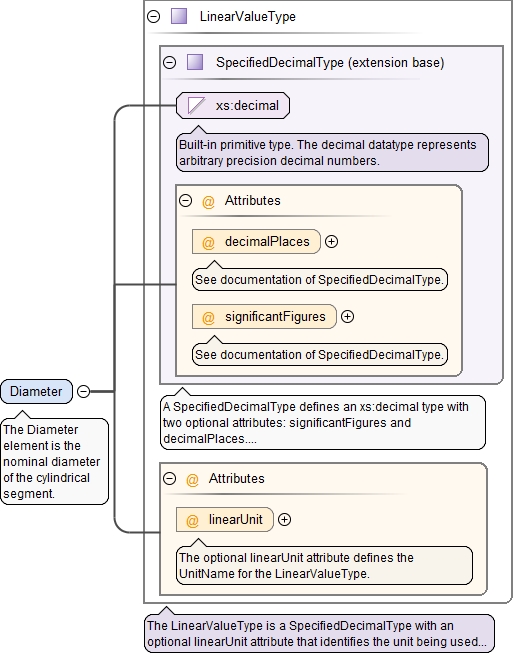 LinearValueType
SpecifiedDecimalType (extension base)
xs:decimal
Built-in primitive type. The decimal datatype represents
arbitrary precision decimal numbers.
@ Attributes
@ decimalPlaces
See documentation of SpecifiedDecimalType.
@ significantFigures
See documentation of SpecifiedDecimalType.
Diameter
The Diameter
element is the
nominal diameter
of the cylindrical
segment.
A SpecifiedDecimalType defines an xs:decimal type with
two optional attributes: significantFigures and
decimalPlaces....
@ Attributes
@ linearUnit
The optional linearUnit attribute defines the
UnitName for the LinearValueType.
The LinearValueType is a SpecifiedDecimalType with an
optional linearUnit attribute that identifies the unit being used...